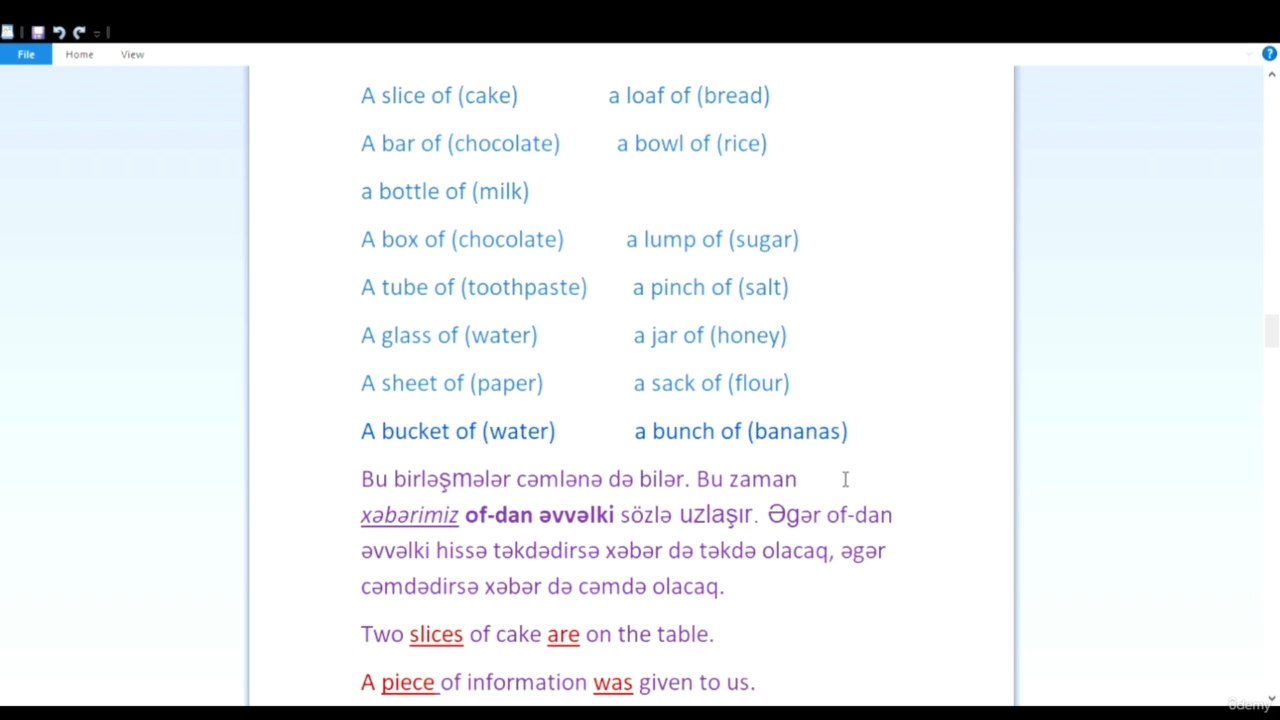 File Home View
A slice of (cake) a loaf of (bread)
A bar of (chocolate) a bowl of (rice)
a bottle of (milk)
A box of (chocolate) a lump of (sugar)
A tube of (toothpaste) a pinch of (salt)
A glass of (water) a jar of (honey)
A sheet of (paper) a sack of (flour)
A bucket of (water) a bunch of (bananas)
Bu birləşmələr cəmlənə də bilər. Bu zaman
xəbərimiz of-dan əvvəlki sözlə uzlaşır. Əgər of-dan
əvvəlki hissə təkdədirsə xəbər də təkdə olacaq, əgər
cəmdədirsə xəbər də cəmdə olacaq.
Two slices of cake are on the table.
A piece of information was given to us.
ûdemy